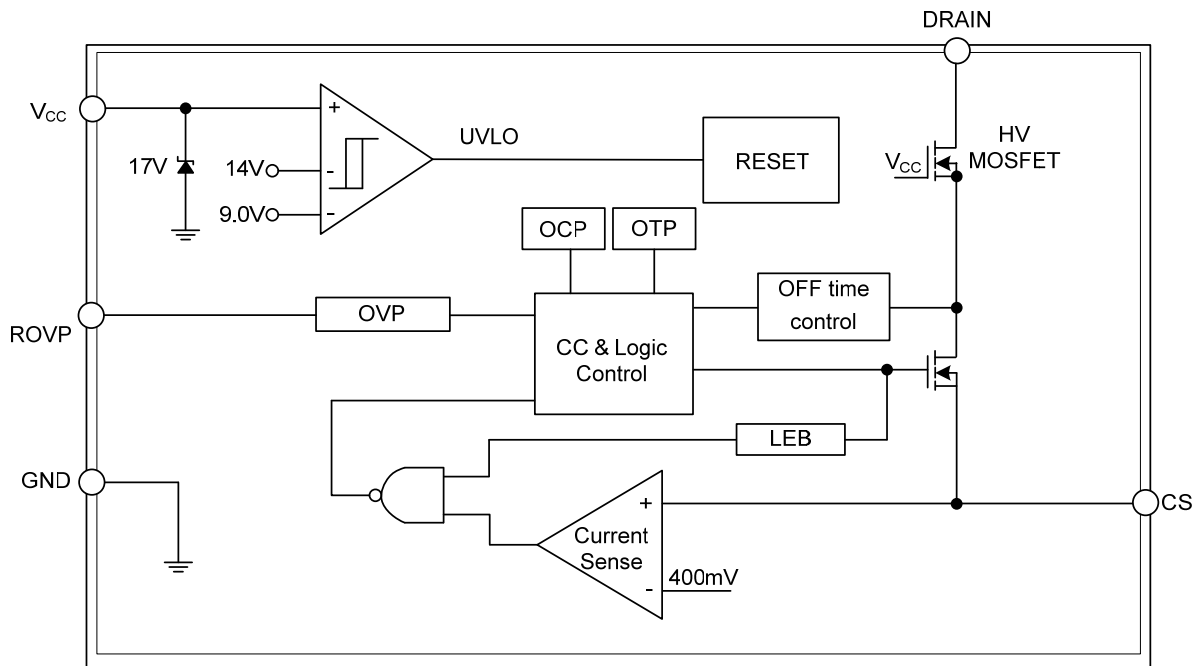 DRAIN
VCC
+
UVLO
17V
14V
-
9.0V
-
RESET
VCC
HV
MOSFET
OCP
OTP
ROVP
OVP
CC & Logic
Control
OFF time
control
LEB
GND
+
Current
Sense
-
400mV
CS